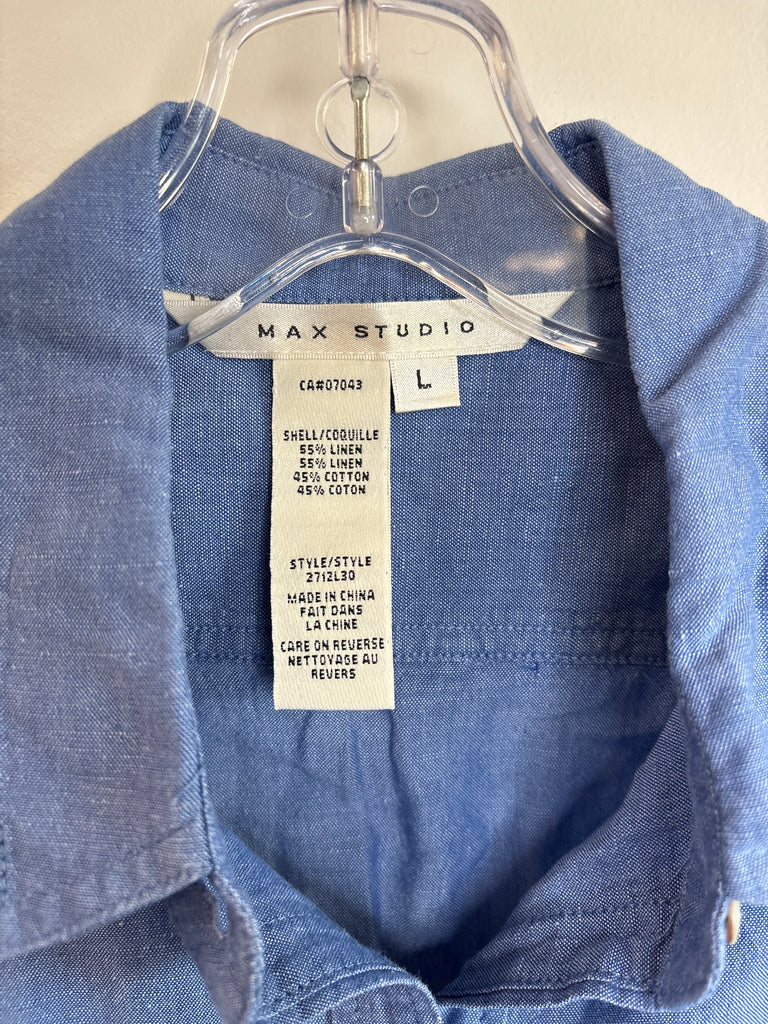 MAX STUDIO
L
CA#07043
SHELL/COQUILLE
55% LINEN
55% LINEN
45% COTTON
45% COTON
STYLE/STYLE
2712L30
MADE IN CHINA
FAIT DANS
LA CHINE
CARE ON REVERSE
NETTOYAGE AU
REVERS